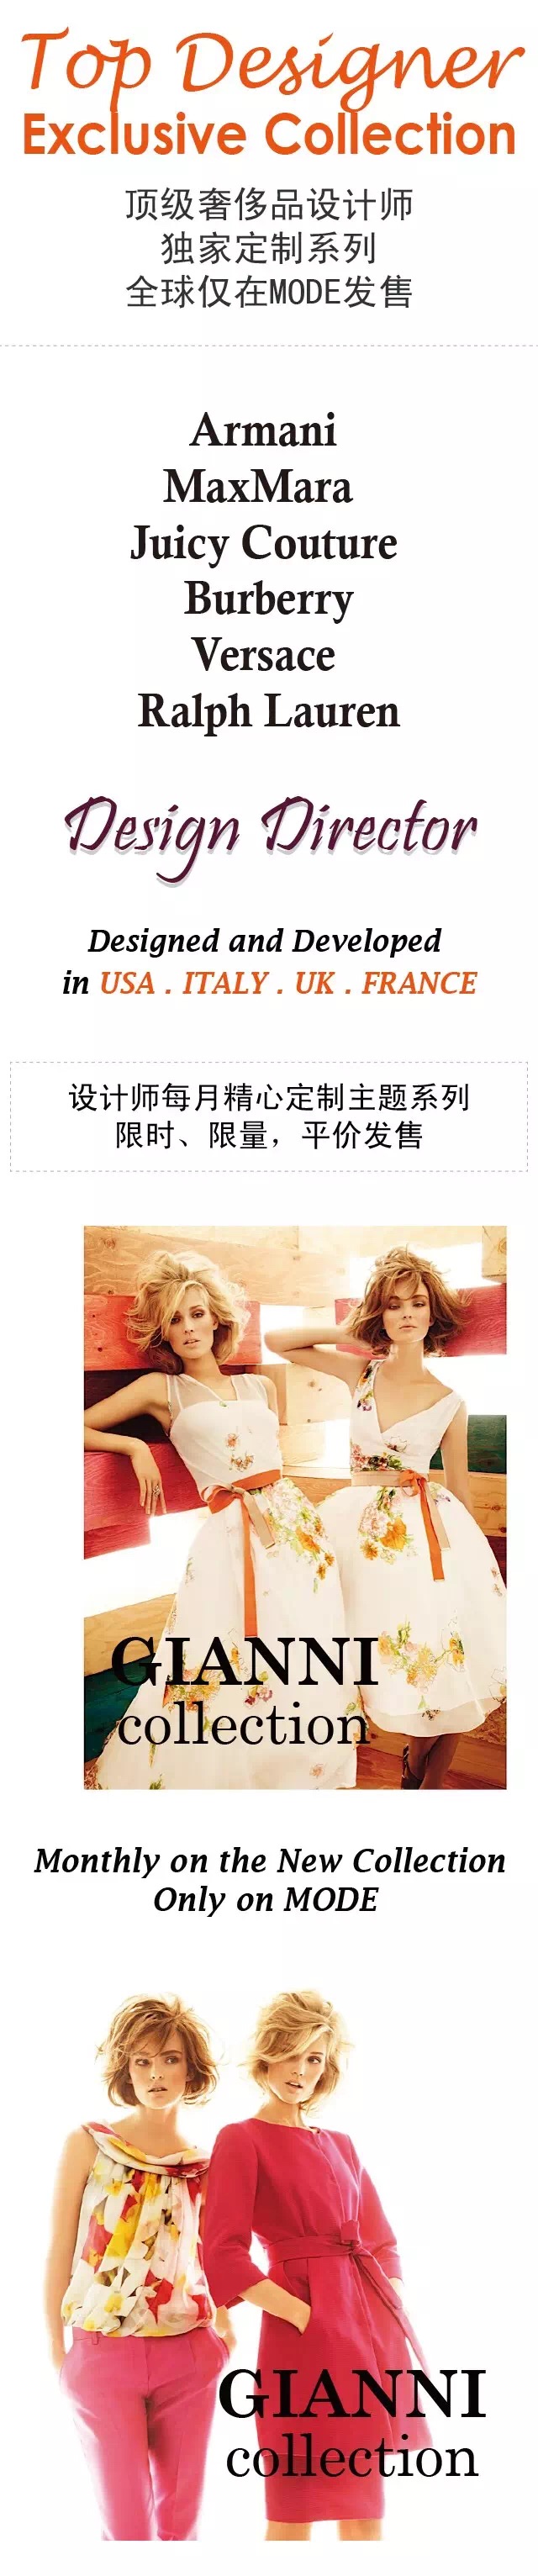 Top Designer
Exclusive Collection
顶级奢侈品设计师
独家定制系列
全球仅在MODE发售
Armani
MaxMara
Juicy Couture
Burberry
Versace
Ralph Lauren
Design Director
Designed and Developed
in USA . ITALY . UK . FRANCE
设计师每月精心定制主题系列
限时、限量，平价发售
GIANNI
collection
Monthly on the New Collection
Only on MODE
GIANNI
collection